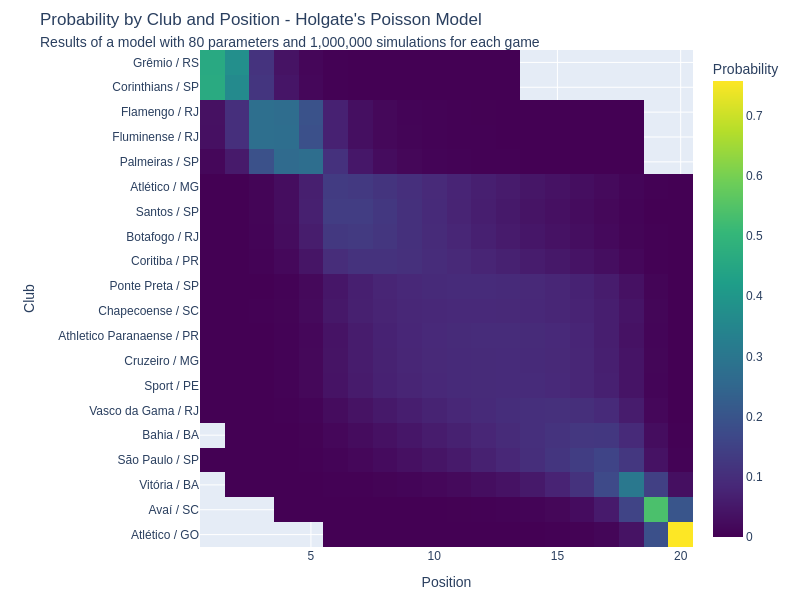 Probability by Club and Position - Holgate's Poisson Model
Results of a model with 80 parameters and 1,000,000 simulations for each game
Probability
Club
Grêmio / RS
Corinthians / SP
Flamengo / RJ
Fluminense / RJ
Palmeiras / SP
Atlético / MG
Santos / SP
Botafogo / RJ
Coritiba / PR
Ponte Preta / SP
Chapecoense / SC
Athletico Paranaense / PR
Cruzeiro / MG
Sport / PE
Vasco da Gama / RJ
Bahia / BA
São Paulo / SP
Vitória / BA
Avaí / SC
Atlético / GO
0.7
0.6
0.5
0.4
0.3
0.2
0.1
0
5
10
15
20
Position